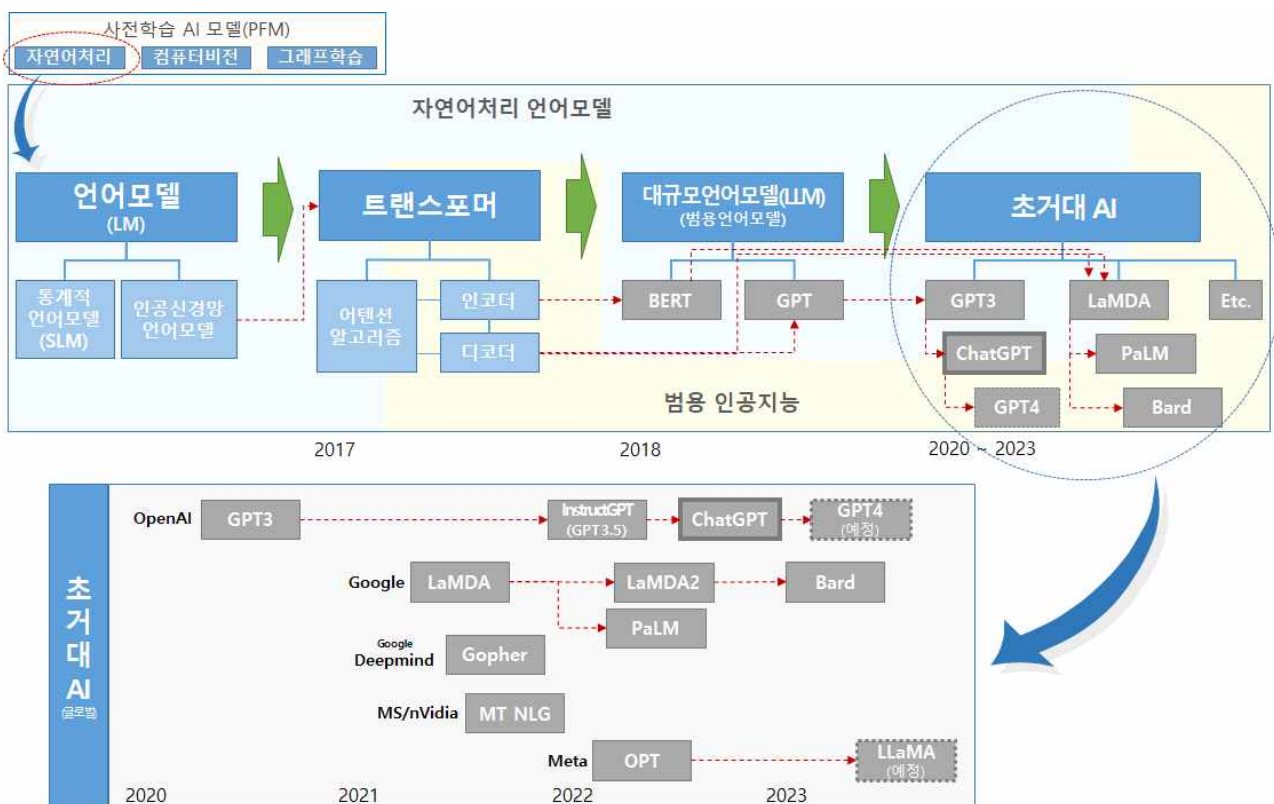 사전학습 AI 모델(PFM)
자연어처리
컴퓨터비전
그래프학습
자연어처리 언어모델
언어모델
(LM)
트랜스포머
대규모언어모델(LLM)
(범용언어모델)
초거대 AI
통계적
언어모델
(SLM)
인공신경망
언어모델
어텐션
알고리즘
인코더
디코더
BERT
GPT
GPT3
LaMDA
Etc.
ChatGPT
PaLM
GPT4
Bard
범용 인공지능
2017
2018
2020 ~ 2023
초
거
대
AI
(글로벌)
OpenAI
GPT3
InstructGPT
(GPT3.5)
ChatGPT
GPT4
(예정)
Google
LaMDA
LaMDA2
Bard
PaLM
Google
Deepmind
Gopher
MS/nVidia
MT NLG
Meta
OPT
LLaMA
(예정)
2020
2021
2022
2023